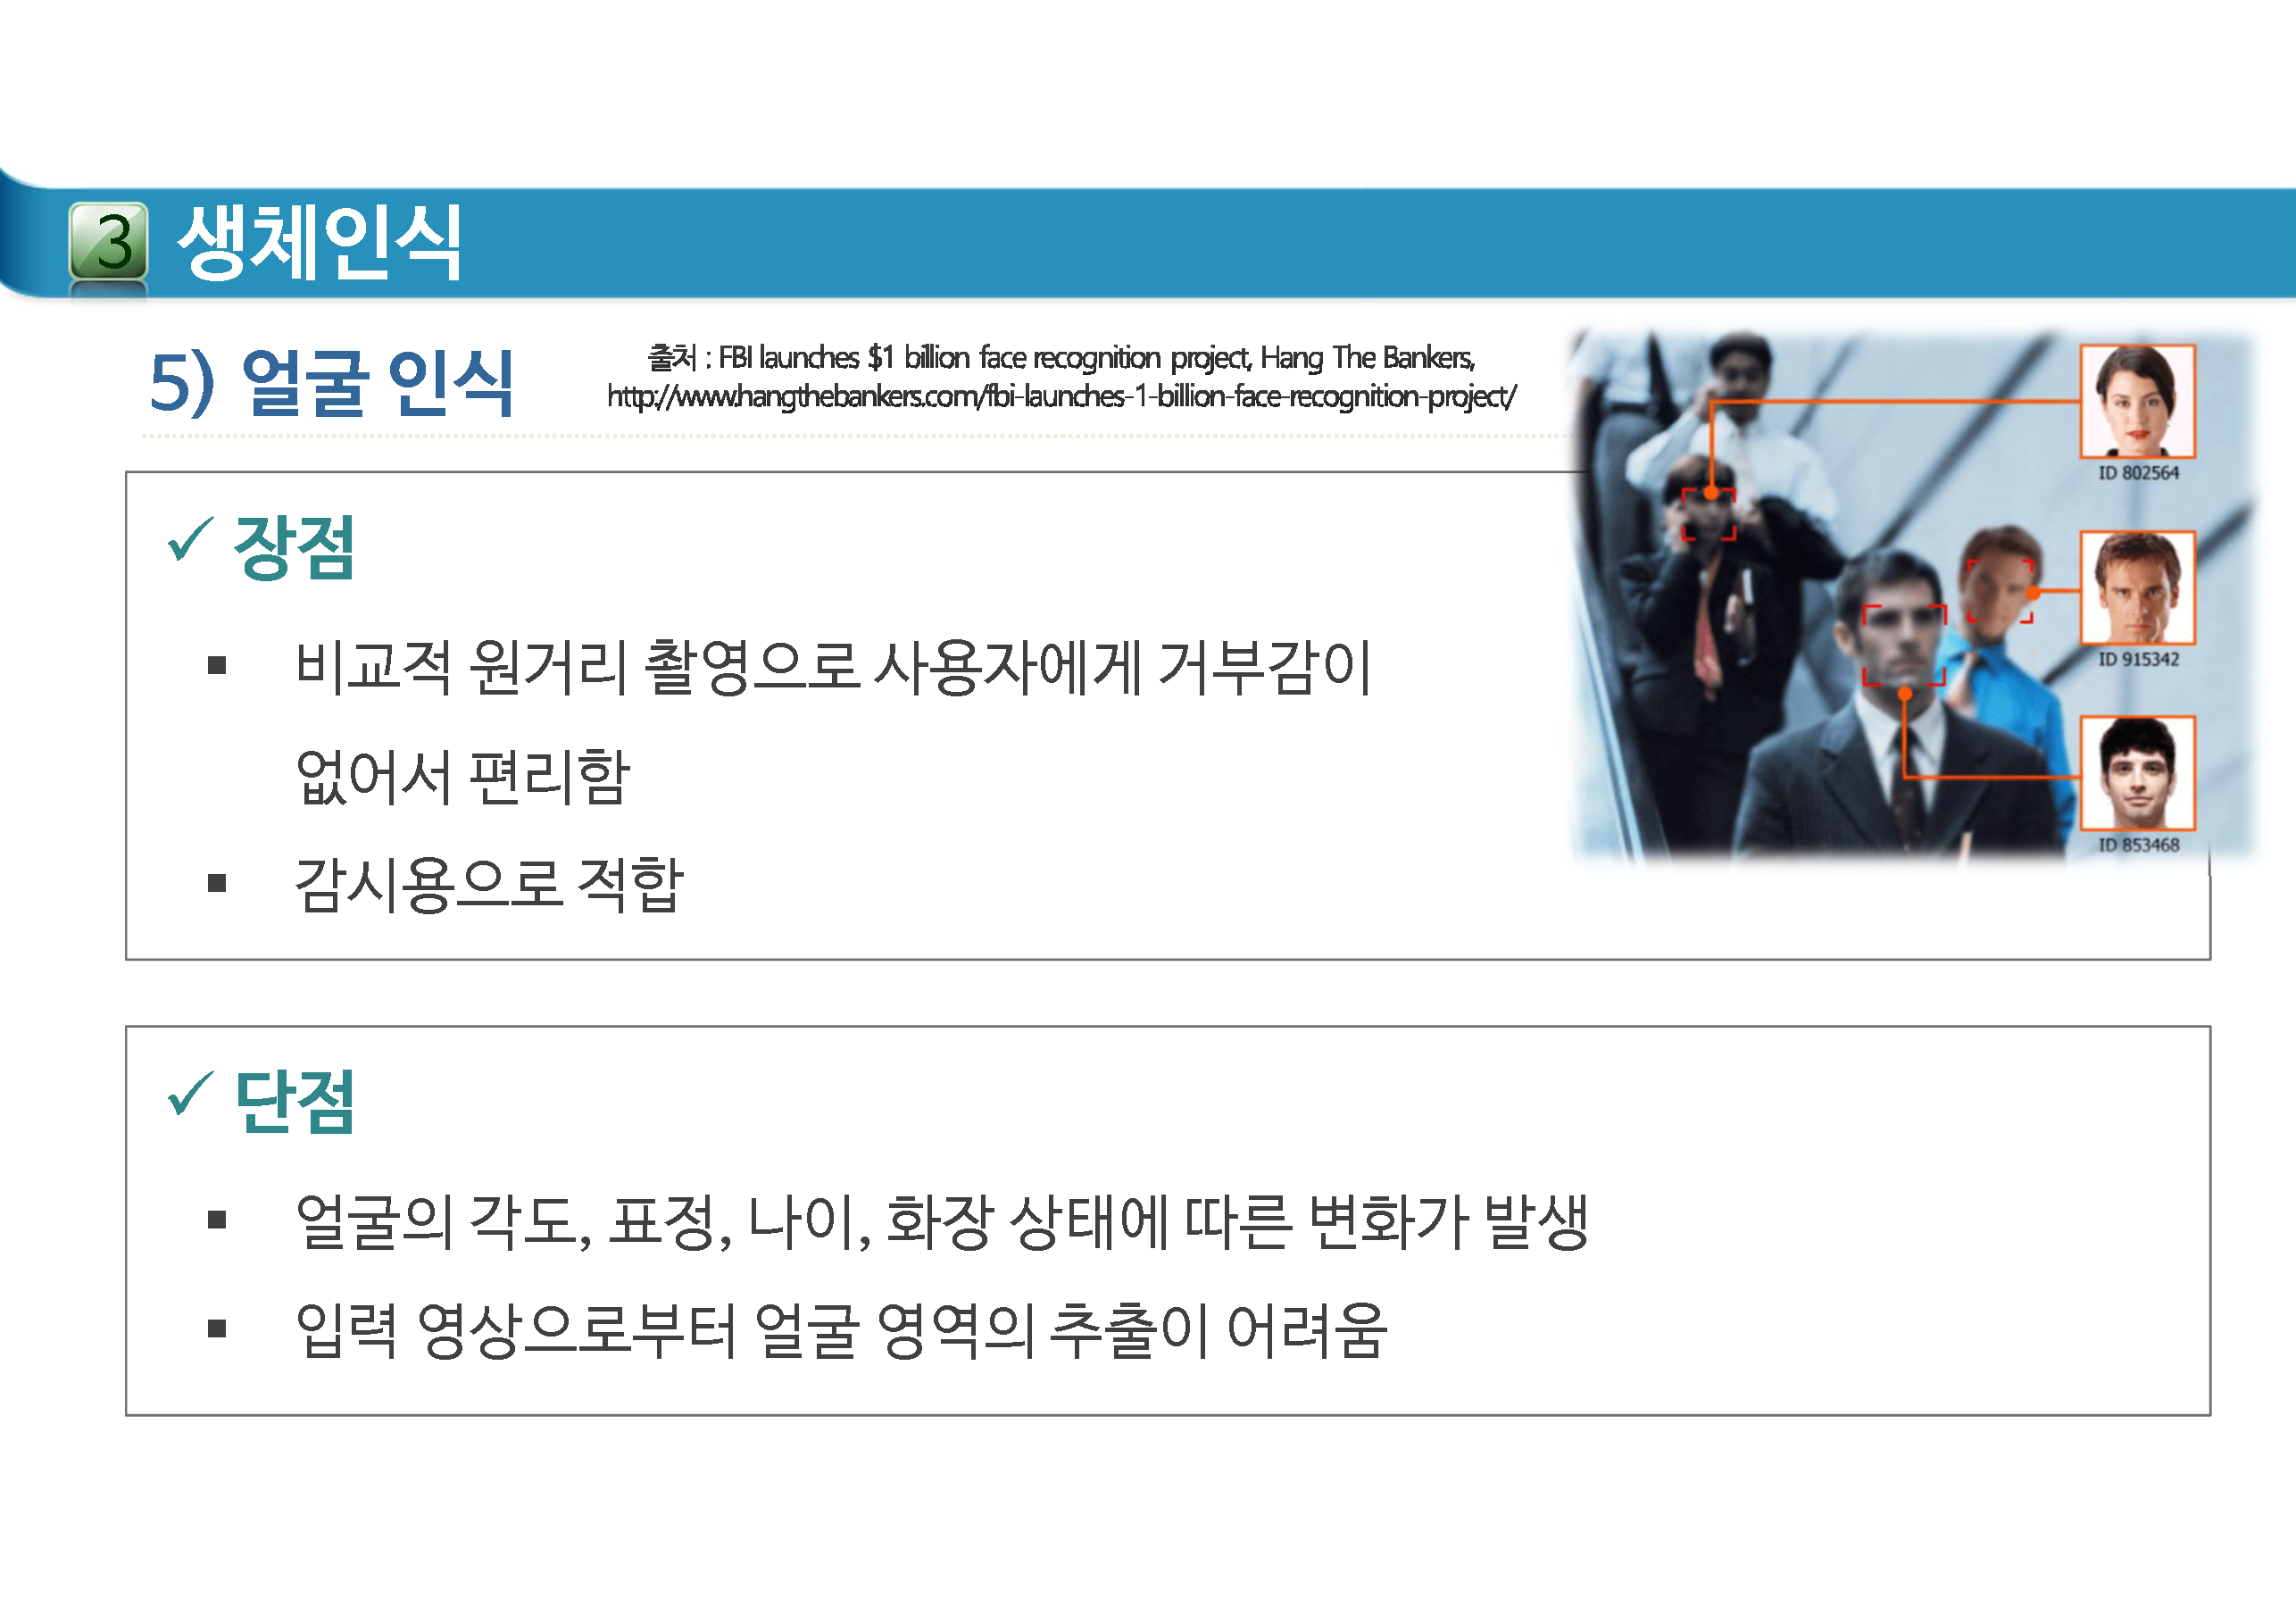 3 생체인식
5) 얼굴 인식
출처 : FBI launches $1 billion face recognition project, Hang The Bankers,
http://www.hangthebankers.com/fbi-launches-1-billion-face-recognition-project/
ID 802564
ID 915342
ID 853468
✓ 장점
▪ 비교적 원거리 촬영으로 사용자에게 거부감이
없어서 편리함
▪ 감시용으로 적합
✓ 단점
▪ 얼굴의 각도, 표정, 나이, 화장 상태에 따른 변화가 발생
▪ 입력 영상으로부터 얼굴 영역의 추출이 어려움